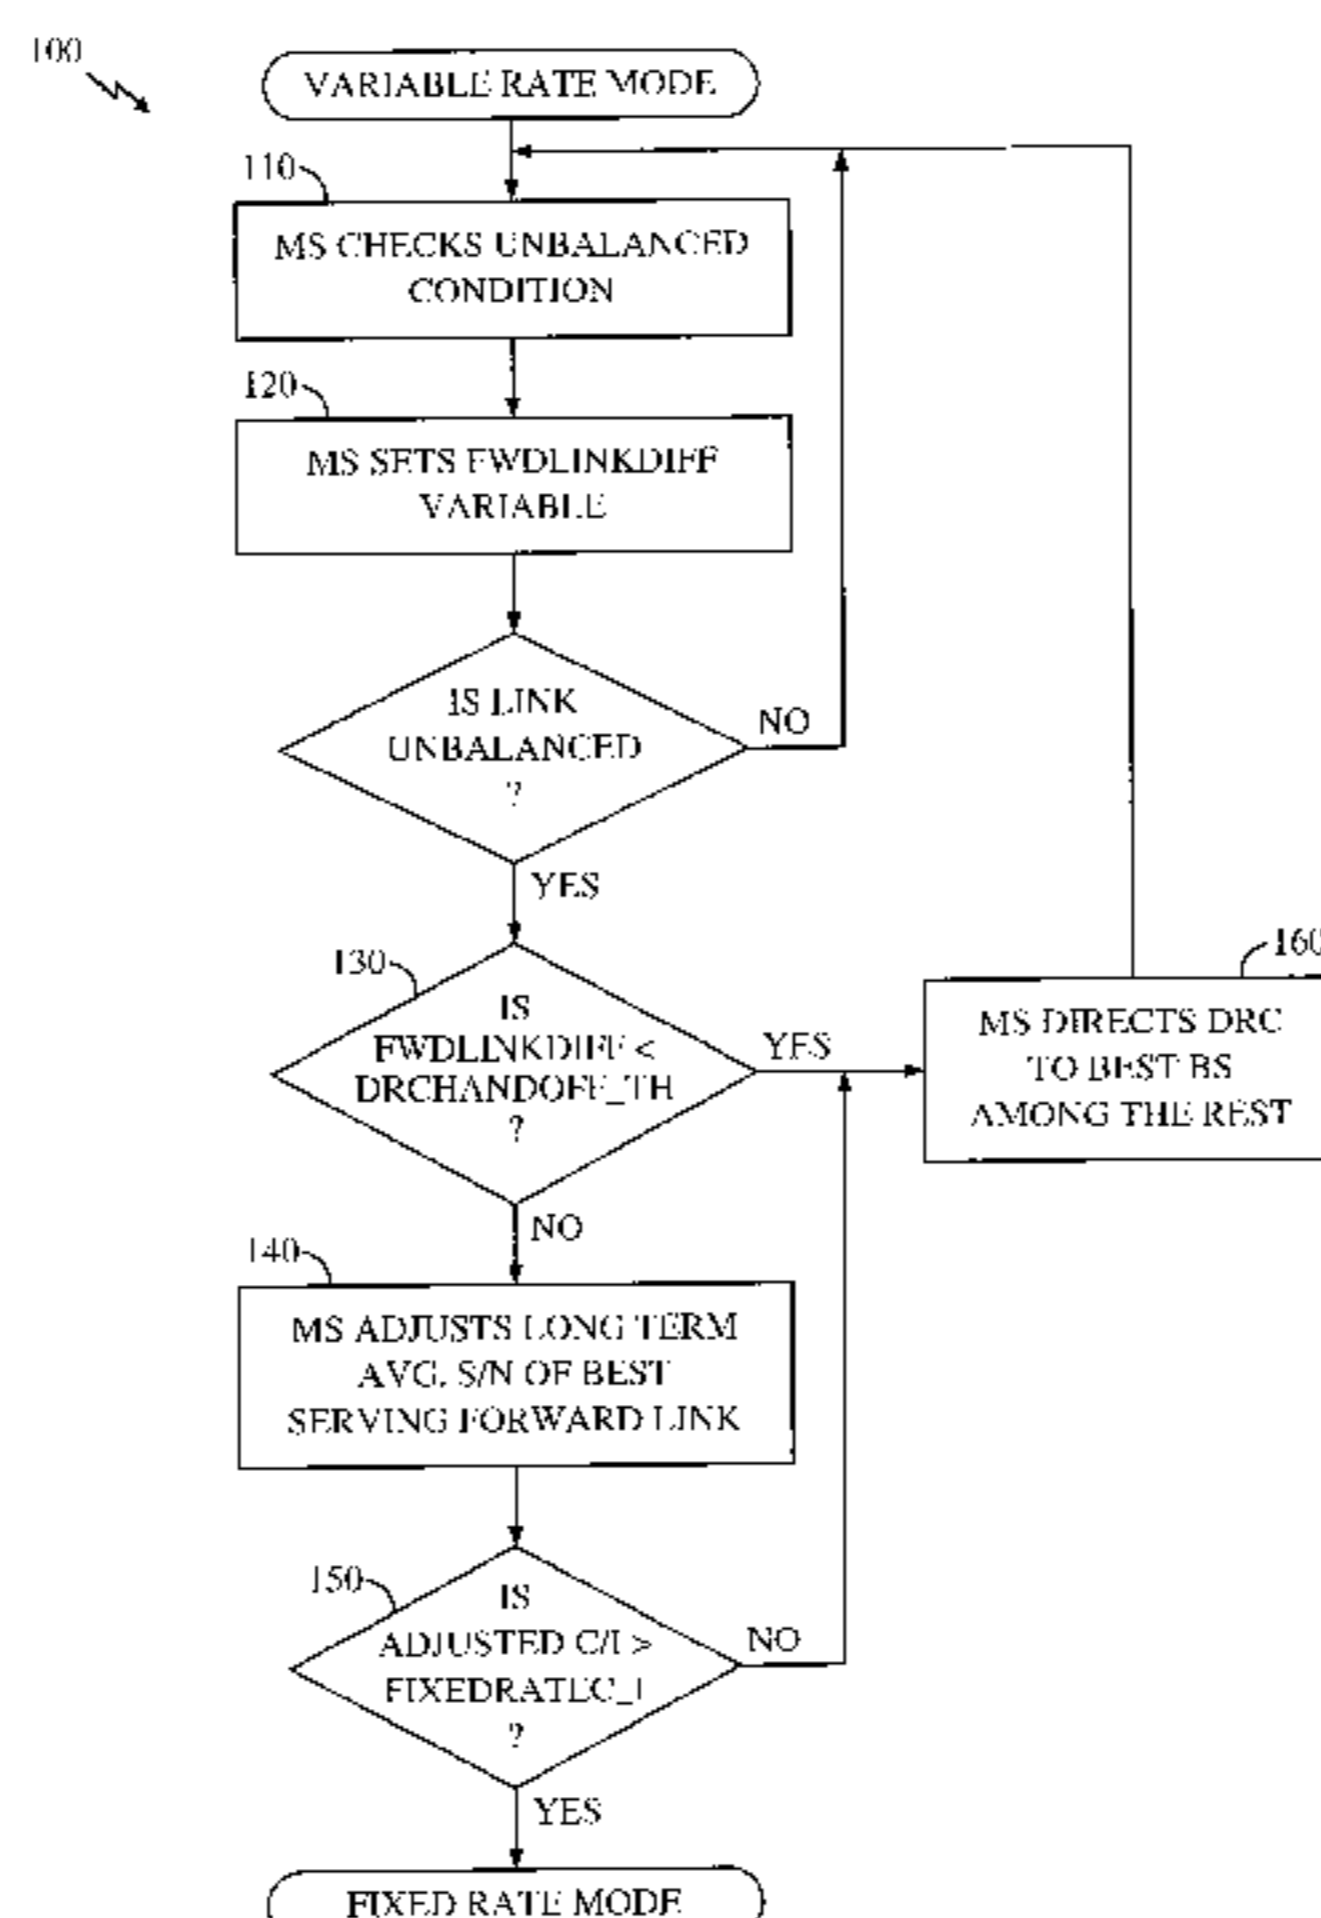 100
VARIABLE RATE MODE
110
MS CHECKS UNBALANCED
CONDITION
120
MS SETS FWDLINKDIFF
VARIABLE
IS LINK
UNBALANCED
?
NO
YES
130
IS
FWDLINKDIFF <
DRCHANDOFF_TH
?
YES
160
MS DIRECTS DRC
TO BEST BS
AMONG THE REST
NO
140
MS ADJUSTS LONG TERM
AVG. S/N OF BEST
SERVING FORWARD LINK
150
IS
ADJUSTED C/I >
FIXEDRATEC_I
?
NO
YES
FIXED RATE MODE